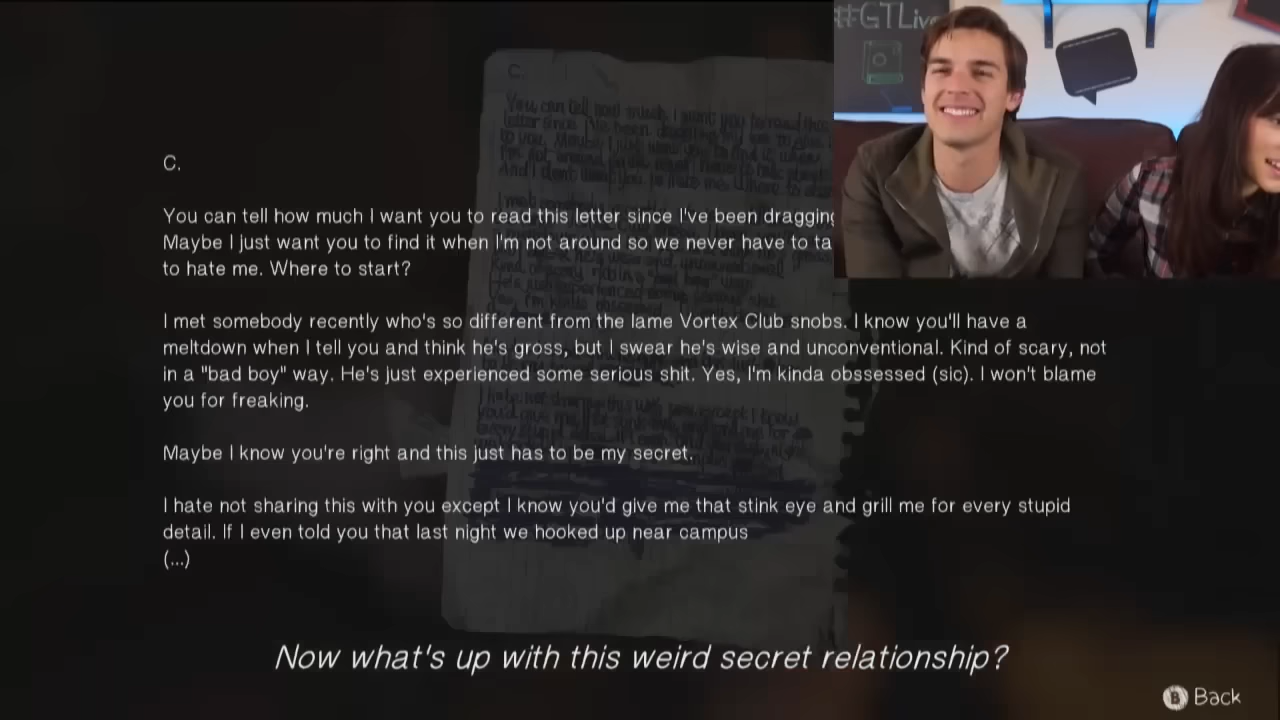 #GTLive
C.
You can tell how much I want you to read this letter since I've been dragging
Maybe I just want you to find it when I'm not around so we never have to ta
to hate me. Where to start?
I met somebody recently who's so different from the lame Vortex Club snobs. I know you'll have a
meltdown when I tell you and think he's gross, but I swear he's wise and unconventional. Kind of scary, not
in a "bad boy" way. He's just experienced some serious shit. Yes, I'm kinda obssessed (sic). I won't blame
you for freaking.
Maybe I know you're right and this just has to be my secret.
I hate not sharing this with you except I know you'd give me that stink eye and grill me for every stupid
detail. If I even told you that last night we hooked up near campus
(...)
Now what's up with this weird secret relationship?
B Back